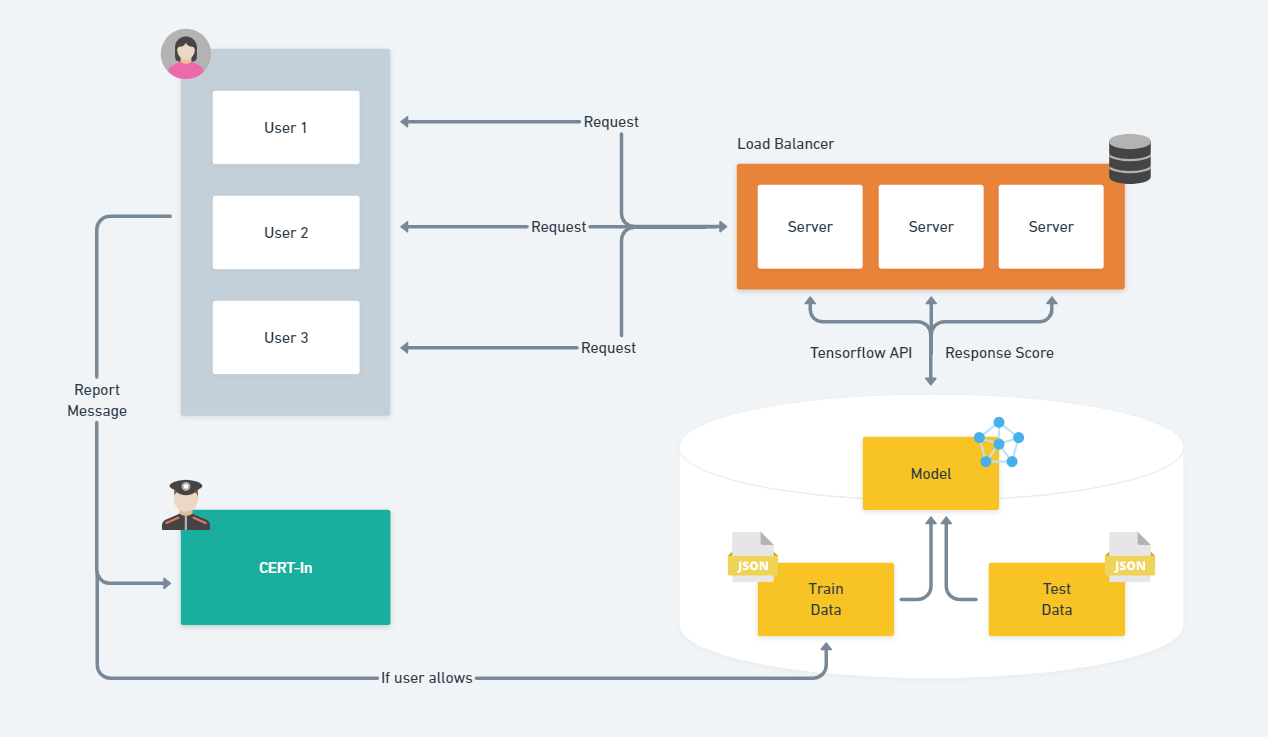 User 1
User 2
User 3
Request
Request
Request
Load Balancer
Server
Server
Server
Tensorflow API
Response Score
Report
Message
Model
CERT-In
JSON
JSON
Train
Data
Test
Data
If user allows